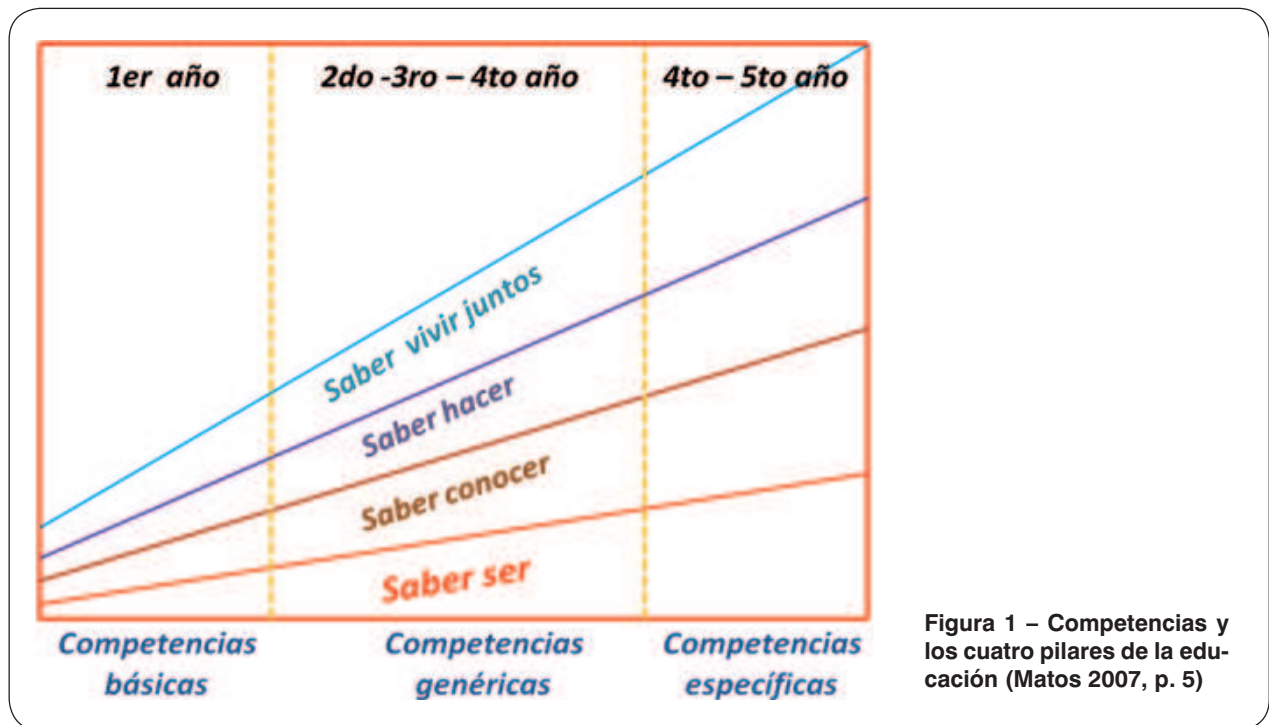 1er año
2do -3ro – 4to año
4to – 5to año
Saber vivir juntos
Saber hacer
Saber conocer
Saber ser
Competencias
básicas
Competencias
genéricas
Competencias
específicas
Figura 1 – Competencias y
los cuatro pilares de la edu-
cación (Matos 2007, p. 5)